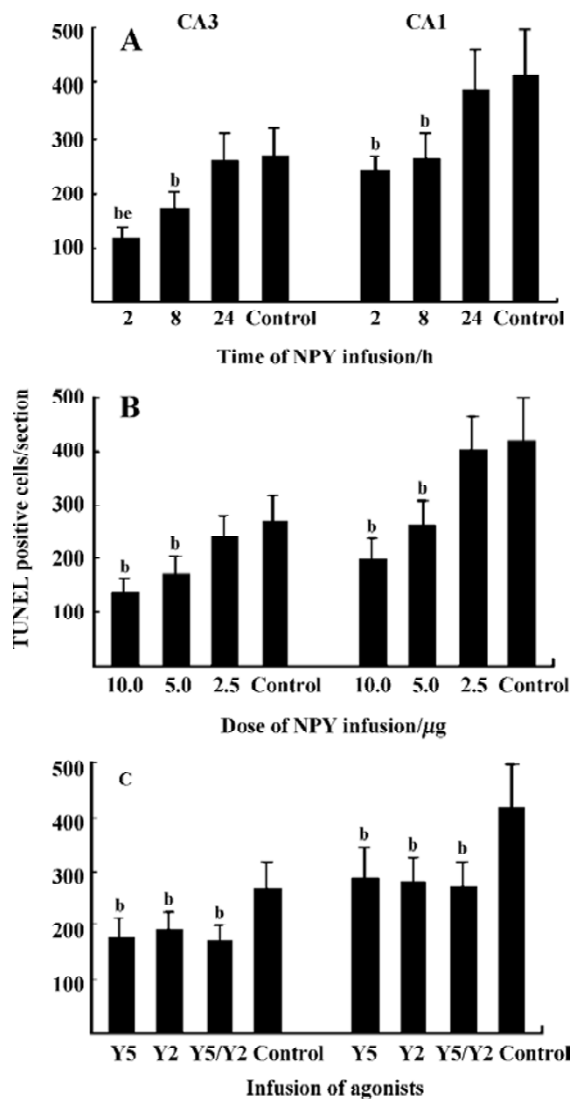 CA3 CA1
A
500
400
300
200
100
be b b b
2 8 24 Control 2 8 24 Control
Time of NPY infusion/h
TUNEL positive cells/section
B
500
400
300
200
100
b b b b
10.0 5.0 2.5 Control 10.0 5.0 2.5 Control
Dose of NPY infusion/μg
C
500
400
300
200
100
b b b b b b
Y5 Y2 Y5/Y2 Control Y5 Y2 Y5/Y2 Control
Infusion of agonists